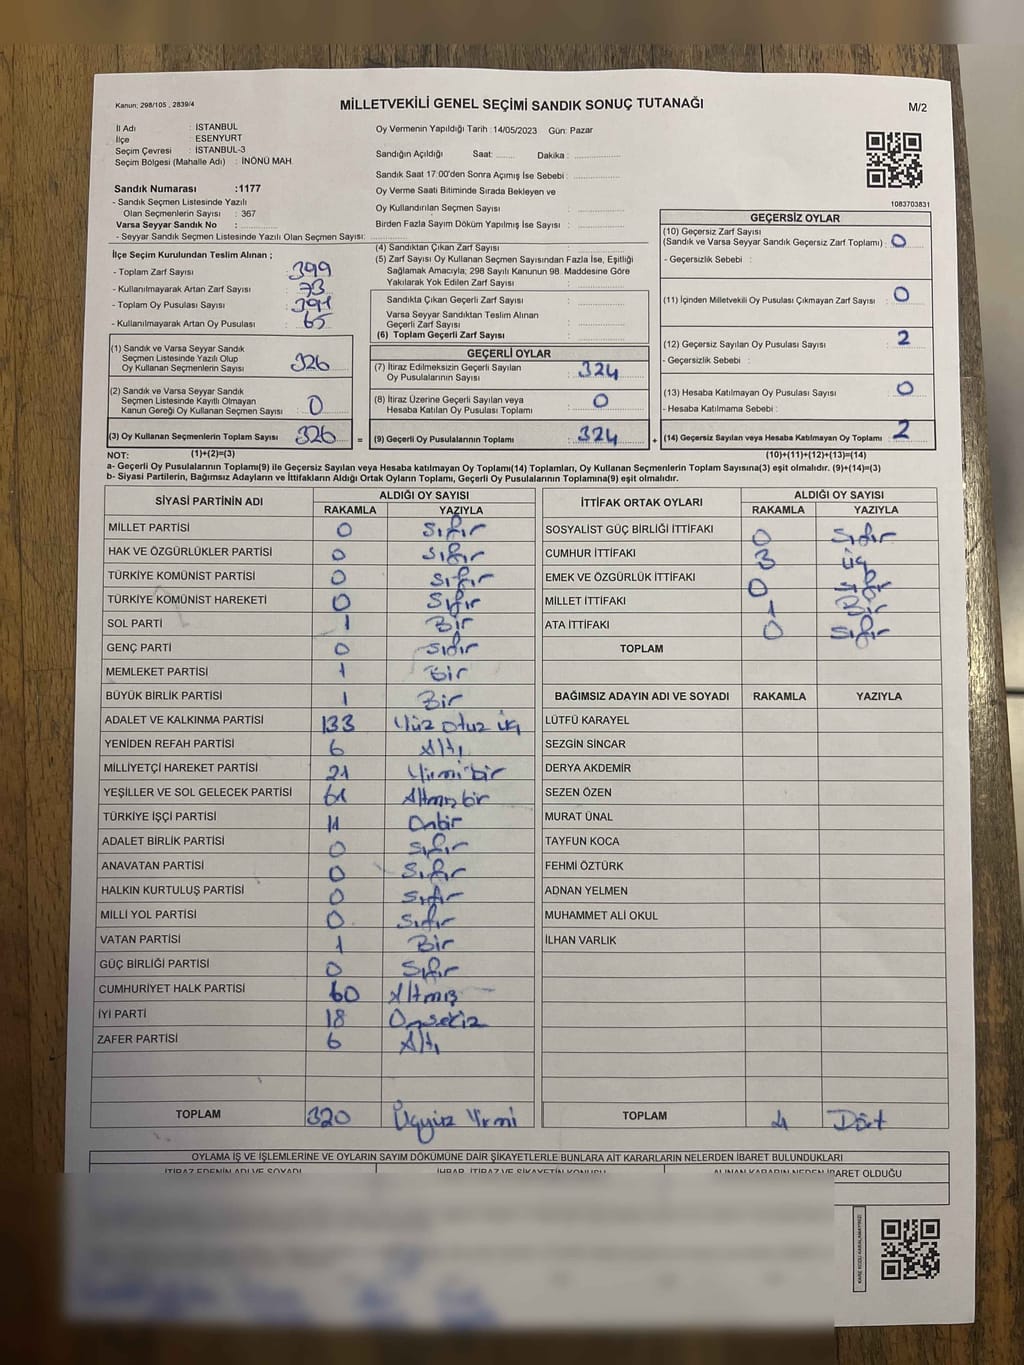 Kanun: 298/105 , 2839/4
MİLLETVEKİLİ GENEL SEÇİMİ SANDIK SONUÇ TUTANAĞI
M/2
İl Adı : İSTANBUL
İlçe : ESENYURT
Seçim Çevresi : İSTANBUL-3
Seçim Bölgesi (Mahalle Adı) : İNÖNÜ MAH.
Sandık Numarası :1177
- Sandık Seçmen Listesinde Yazılı
Olan Seçmenlerin Sayısı : 367
Varsa Seyyar Sandık No :
- Seyyar Sandık Seçmen Listesinde Yazılı Olan Seçmen Sayısı:
Oy Vermenin Yapıldığı Tarih : 14/05/2023 Gün: Pazar
Sandığın Açıldığı Saat: Dakika :
Sandık Saat 17:00'den Sonra Açımış İse Sebebi :
Oy Verme Saati Bitiminde Sırada Bekleyen ve
Oy Kullandırılan Seçmen Sayısı :
Birden Fazla Sayım Döküm Yapılmış İse Sayısı :
1083703831
İlçe Seçim Kurulundan Teslim Alınan ;
- Toplam Zarf Sayısı : 399
- Kullanılmayarak Artan Zarf Sayısı : 73
- Toplam Oy Pusulası Sayısı : 391
- Kullanılmayarak Artan Oy Pusulası : 65
(4) Sandıktan Çıkan Zarf Sayısı :
(5) Zarf Sayısı Oy Kullanan Seçmen Sayısından Fazla İse, Eşitliği
Sağlamak Amacıyla, 298 Sayılı Kanunun 98. Maddesine Göre
Yakılarak Yok Edilen Zarf Sayısı :
Sandıkta Çıkan Geçerli Zarf Sayısı :
Varsa Seyyar Sandıktan Teslim Alınan
Geçerli Zarf Sayısı :
(6) Toplam Geçerli Zarf Sayısı :
GEÇERSİZ OYLAR
(10) Geçersiz Zarf Sayısı
(Sandık ve Varsa Seyyar Sandık Geçersiz Zarf Toplamı) : 0
- Geçersizlik Sebebi :
(11) İçinden Milletvekili Oy Pusulası Çıkmayan Zarf Sayısı : 0
(12) Geçersiz Sayılan Oy Pusulası Sayısı : 2
- Geçersizlik Sebebi :
(13) Hesaba Katılmayan Oy Pusulası : 0
- Hesaba Katılmama Sebebi :
(14) Geçersiz Sayılan veya Hesaba Katılmayan Oy Toplamı : 2
(1) Sandık ve Varsa Seyyar Sandık
Seçmen Listesinde Yazılı Olup
Oy Kullanan Seçmenlerin Sayısı : 326
(2) Sandık ve Varsa Seyyar Sandık
Seçmen Listesinde Kayıtlı Olmayan
Kanun Gereği Oy Kullanan Seçmen Sayısı : 0
(3) Oy Kullanan Seçmenlerin Toplam Sayısı : 326 =
GEÇERLİ OYLAR
(7) İtiraz Edilmeksizin Geçerli Sayılan
Oy Pusulalarının Sayısı : 324
(8) İtiraz Üzerine Geçerli Sayılan veya
Hesaba Katılan Oy Pusulası Toplamı : 0
(9) Geçerli Oy Pusulalarının Toplamı : 324 +
NOT: (1)+(2)=(3) (10)+(11)+(12)+(13)=(14)
a- Geçerli Oy Pusulalarının Toplamı(9) ile Geçersiz Sayılan veya Hesaba katılmayan Oy Toplamı(14) Toplamları, Oy Kullanan Seçmenlerin Toplam Sayısına(3) eşit olmalıdır. (9)+(14)=(3)
b- Siyasi Partilerin, Bağımsız Adayların ve İttifakların Aldığı Oyların Toplamı, Geçerli Oy Pusulalarının Toplamına(9) eşit olmalıdır.
SİYASİ PARTİNİN ADI ALDIĞI OY SAYISI
RAKAMLA YAZIYLA
MİLLET PARTİSİ 0 Sıfır
HAK VE ÖZGÜRLÜKLER PARTİSİ 0 Sıfır
TÜRKİYE KOMÜNİST PARTİSİ 0 Sıfır
TÜRKİYE KOMÜNİST HAREKETİ 0 Sıfır
SOL PARTİ 1 Bir
GENÇ PARTİ 0 Sıfır
MEMLEKET PARTİSİ 1 Bir
BÜYÜK BİRLİK PARTİSİ 1 Bir
ADALET VE KALKINMA PARTİSİ 133 Yüz otuz üç
YENİDEN REFAH PARTİSİ 6 Altı
MİLLİYETÇİ HAREKET PARTİSİ 21 Yirmi bir
YEŞİLLER VE SOL GELECEK PARTİSİ 61 Altmış bir
TÜRKİYE İŞÇİ PARTİSİ 11 Onbir
ADALET BİRLİK PARTİSİ 0 Sıfır
ANAVATAN PARTİSİ 0 Sıfır
HALKIN KURTULUŞ PARTİSİ 0 Sıfır
MİLLİ YOL PARTİSİ 0 Sıfır
VATAN PARTİSİ 1 Bir
GÜÇ BİRLİĞİ PARTİSİ 0 Sıfır
CUMHURİYET HALK PARTİSİ 60 Altmış
İYİ PARTİ 18 Onsekiz
ZAFER PARTİSİ 6 Altı
TOPLAM 320 Üçyüz Yirmi
İTTİFAK ORTAK OYLARI ALDIĞI OY SAYISI
RAKAMLA YAZIYLA
SOSYALİST GÜÇ BİRLİĞİ İTTİFAKI 0 Sıfır
CUMHUR İTTİFAKI 3 üç
EMEK VE ÖZGÜRLÜK İTTİFAKI 0
MİLLET İTTİFAKI 1 Bir
ATA İTTİFAKI 0 Sıfır
TOPLAM
BAĞIMSIZ ADAYIN ADI VE SOYADI RAKAMLA YAZIYLA
LÜTFÜ KARAYEL
SEZGİN SİNCAR
DERYA AKDEMİR
SEZEN ÖZEN
MURAT ÜNAL
TAYFUN KOCA
FEHMİ ÖZTÜRK
ADNAN YELMEN
MUHAMMET ALİ OKUL
İLHAN VARLIK
TOPLAM 4 Dört
OYLAMA İŞ VE İŞLEMLERİNE VE OYLARIN SAYIM DÖKÜMÜNE DAİR ŞİKAYETLERLE BUNLARA AİT KARARLARIN NELERDEN İBARET BULUNDUKLARI
İTİRAZ EDENİN ADI VE SOYADI İHBAR, İTİRAZ VE ŞİKAYETİN KONUSU ALINAN KARARIN NEDEN İBARET OLDUĞU
KARE KODU KARALAMAYINIZ!